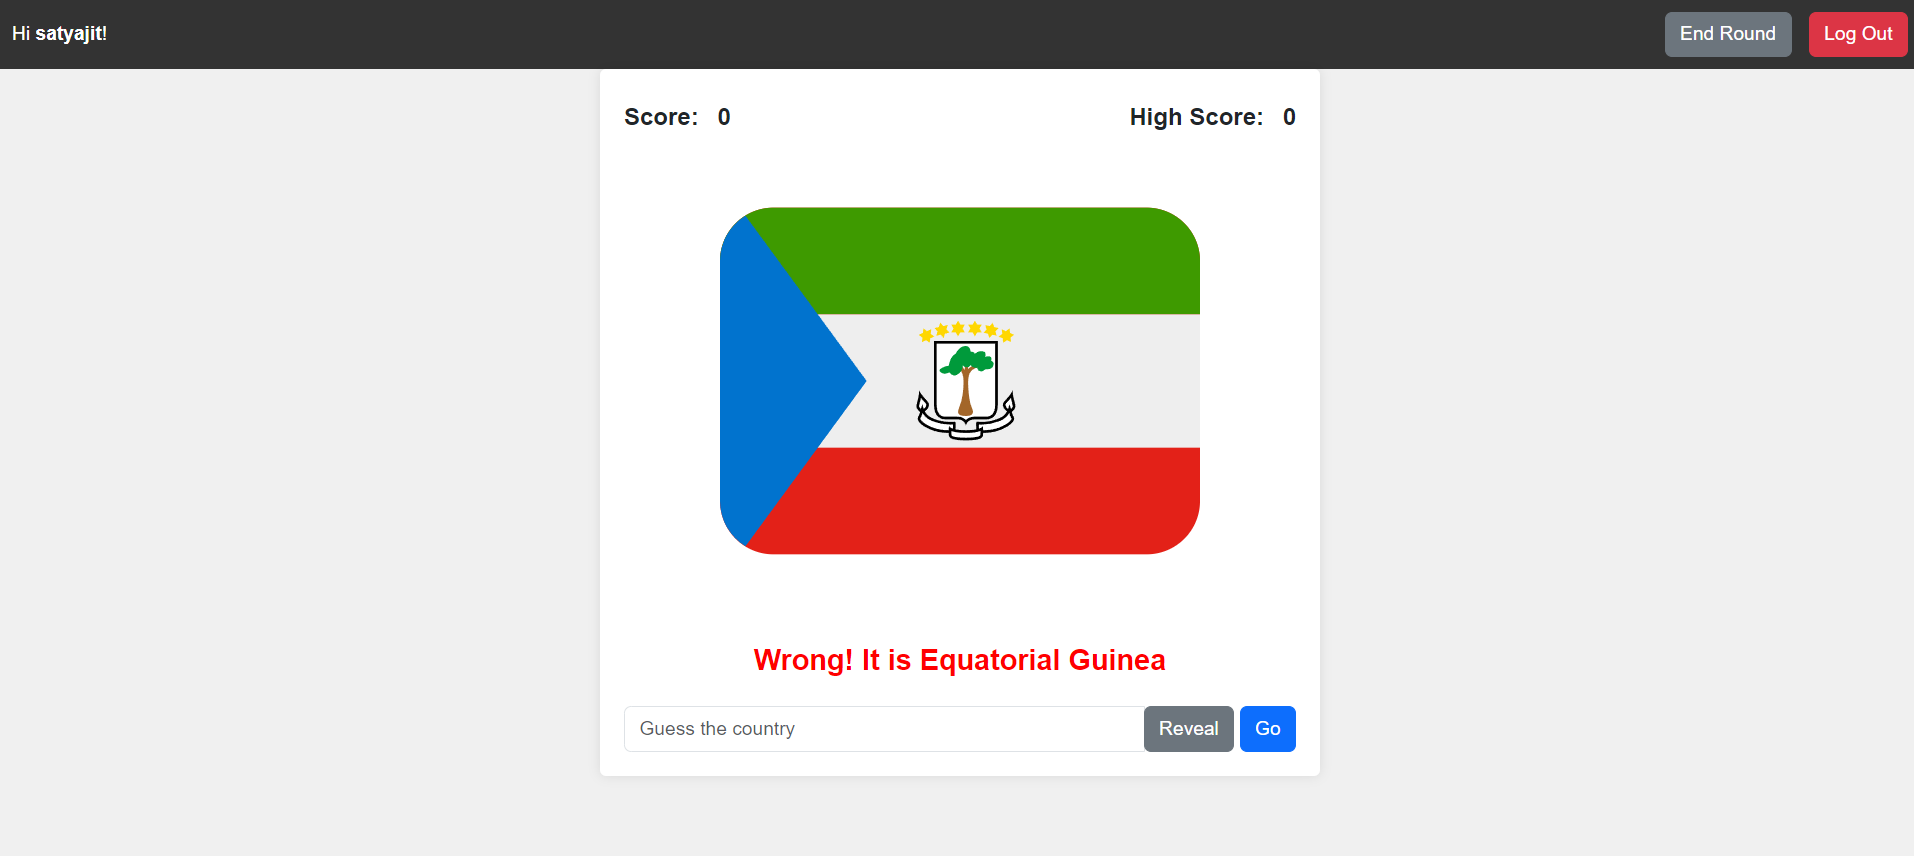 Hi satyajit!
End Round
Log Out
Score: 0
High Score: 0
Wrong! It is Equatorial Guinea
Guess the country
Reveal
Go